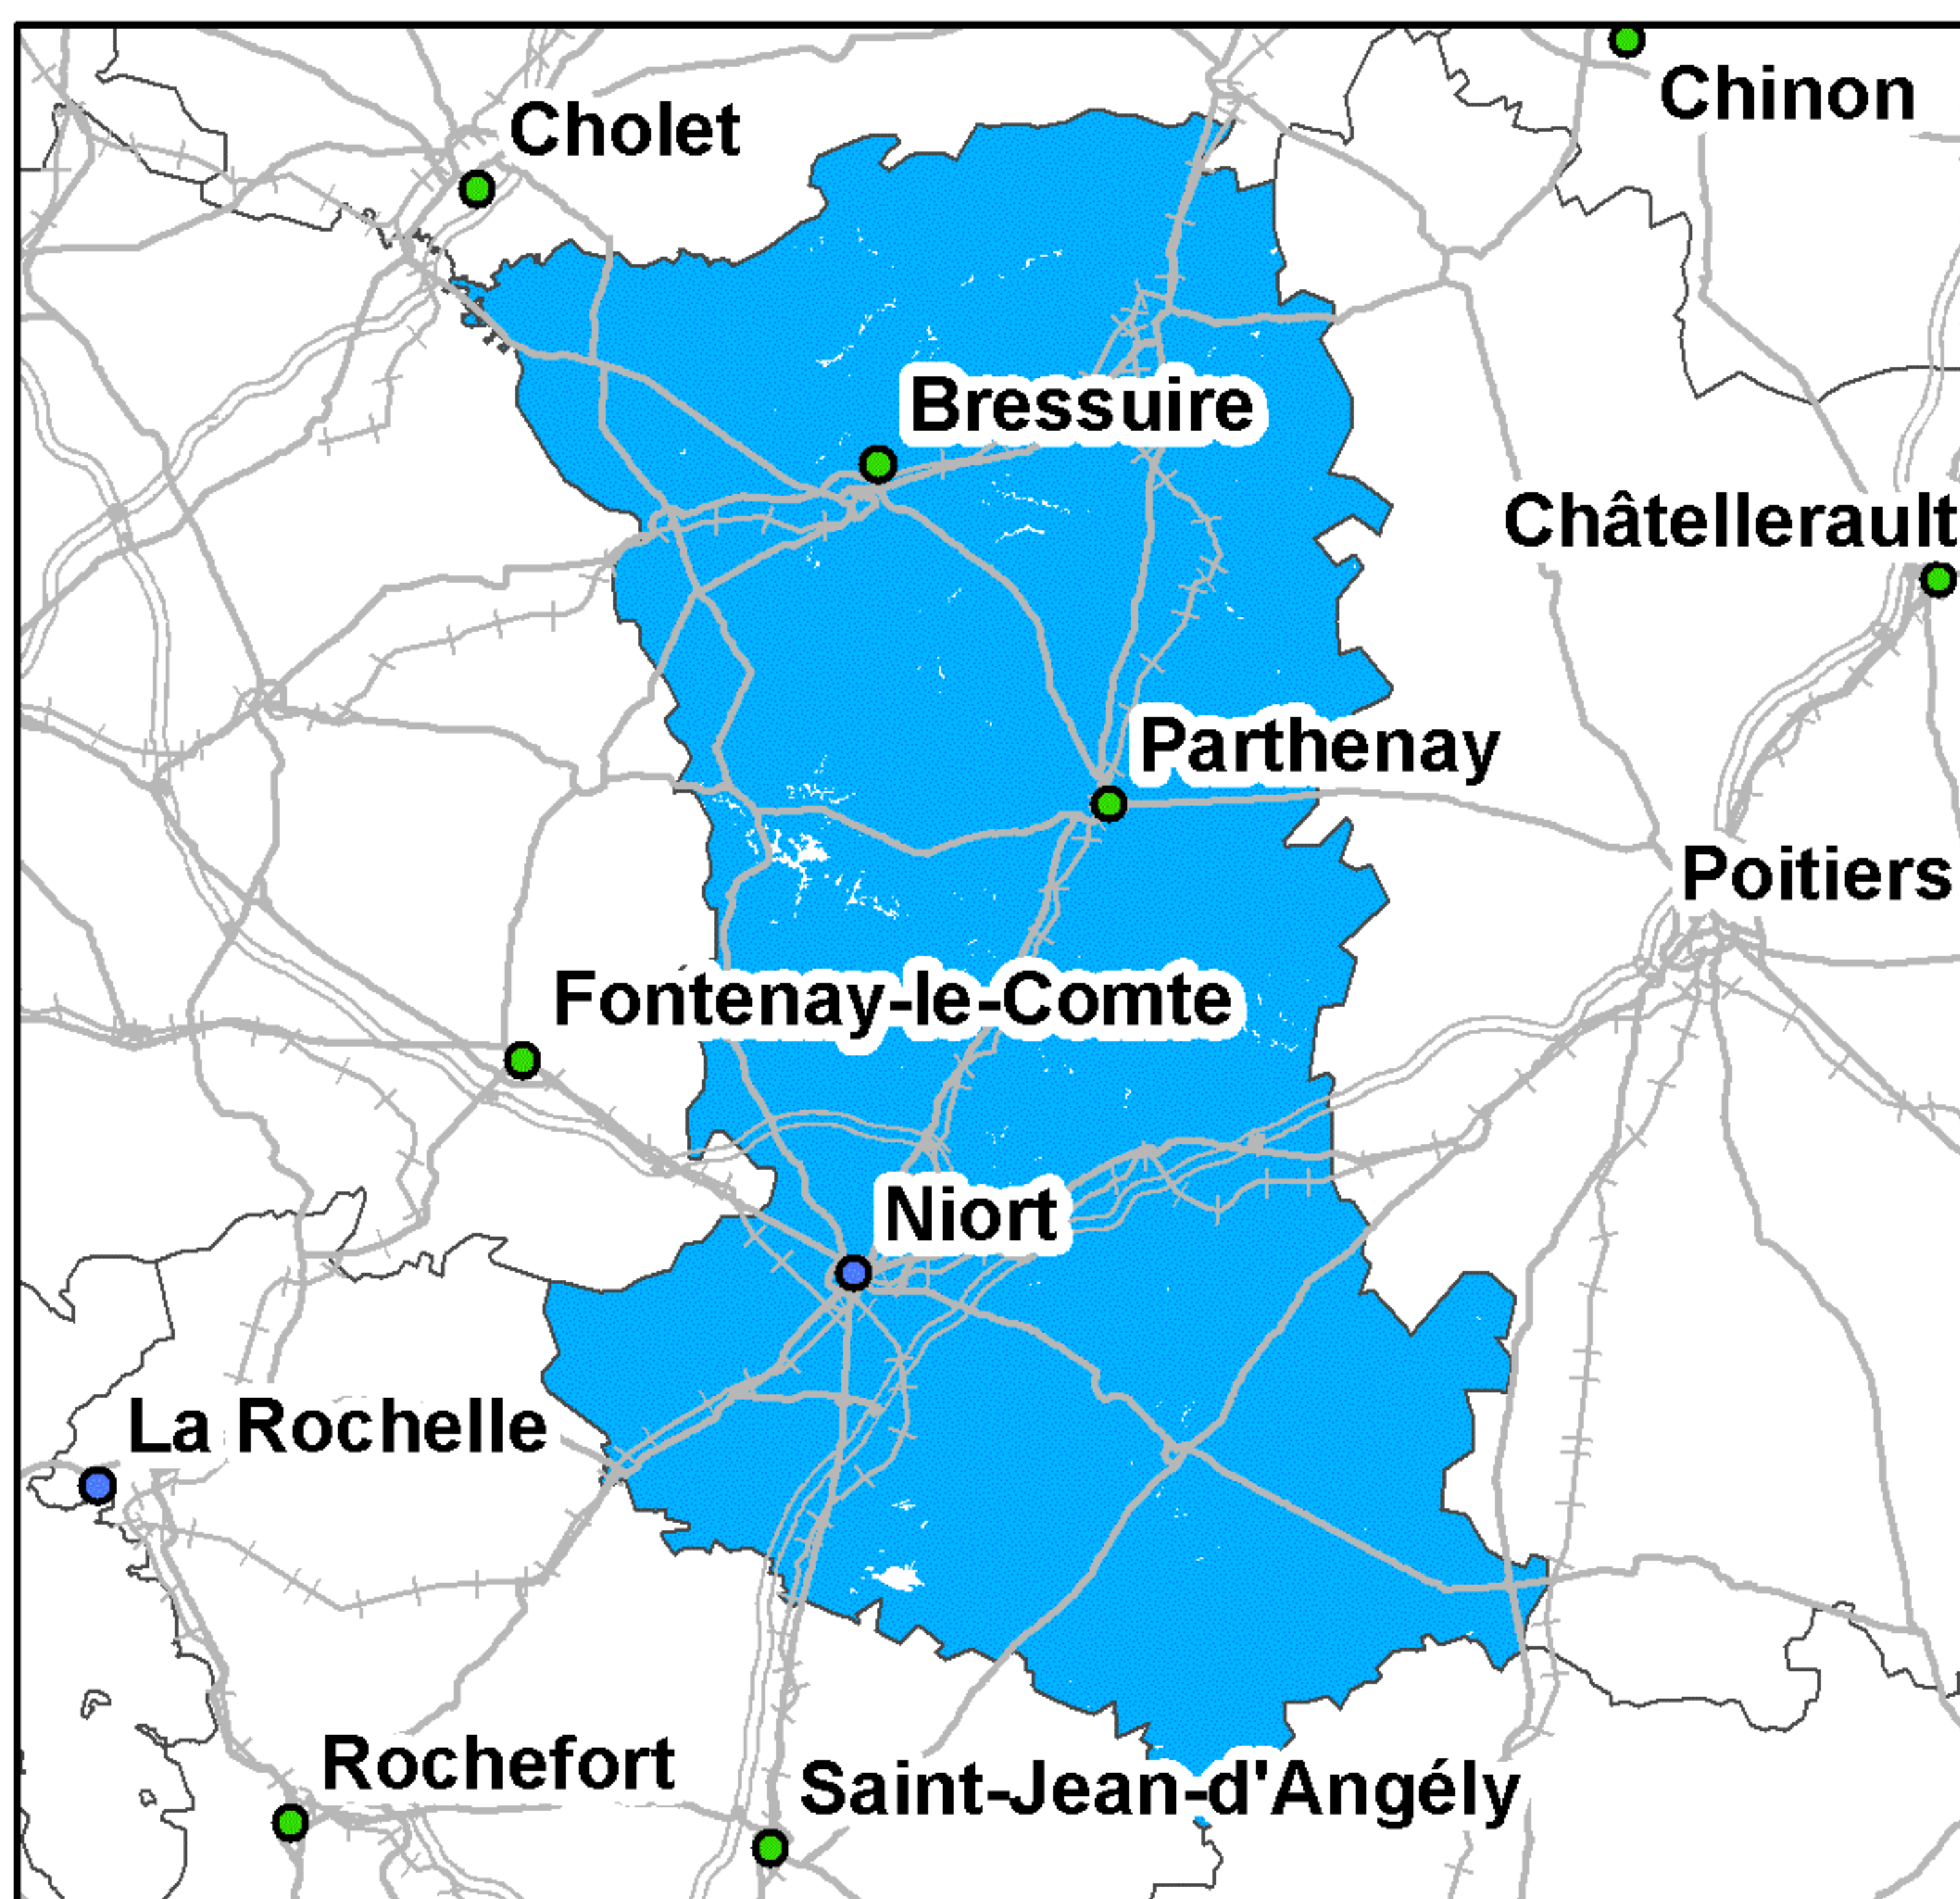 Chinon
Cholet
Bressuire
Châtellerault
Parthenay
Poitiers
Fontenay-le-Comte
Niort
La Rochelle
Rochefort
Saint-Jean-d'Angély